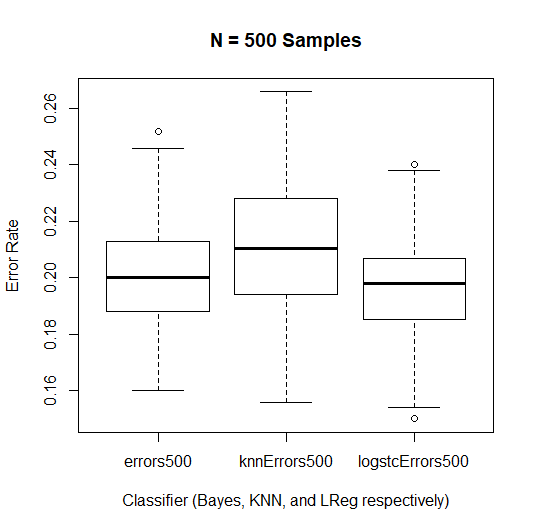 N = 500 Samples
Error Rate
0.26
0.24
0.22
0.20
0.18
0.16
errors500
knnErrors500
logstcErrors500
Classifier (Bayes, KNN, and LReg respectively)